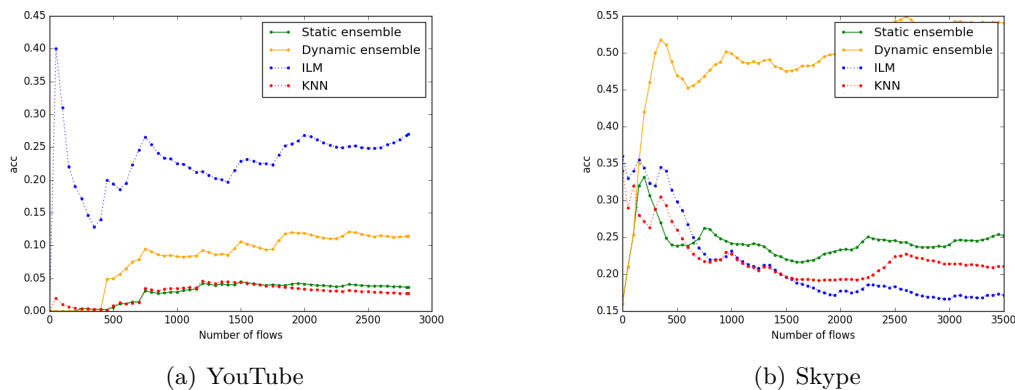 0.45
0.40
0.35
0.30
0.25
0.20
0.15
0.10
0.05
0.00
acc
0 500 1000 1500 2000 2500 3000
Number of flows
Static ensemble
Dynamic ensemble
ILM
KNN
(a) YouTube
0.55
0.50
0.45
0.40
0.35
0.30
0.25
0.20
0.15
acc
0 500 1000 1500 2000 2500 3000 3500
Number of flows
Static ensemble
Dynamic ensemble
ILM
KNN
(b) Skype